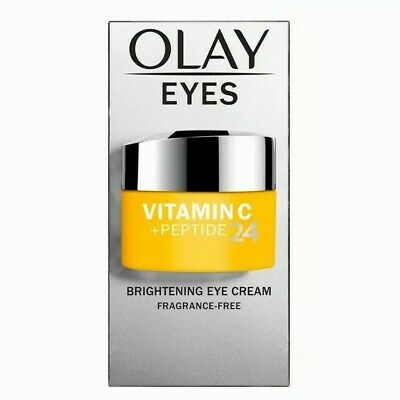 OLAY
EYES
VITAMIN C
+PEPTIDE 24
BRIGHTENING EYE CREAM
FRAGRANCE-FREE